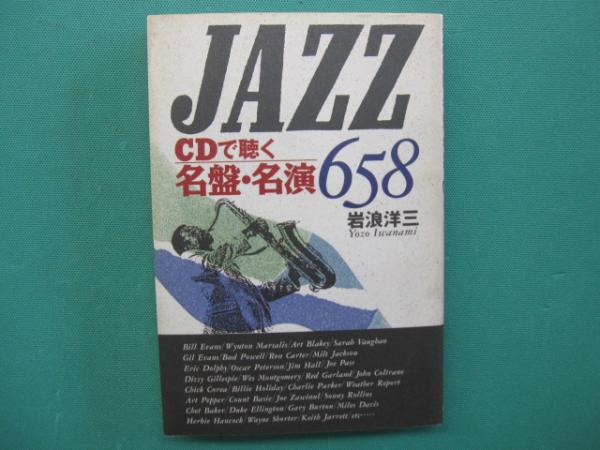 JAZZ
CDで聴く
名盤・名演658
岩浪洋三
Yozo Iwanami
Bill Evans/Wynton Marsalis/Art Blakey/Sarah Vaughan
Gil Evans/Bud Powell/Ron Carter/Milt Jackson
Eric Dolphy/Oscar Peterson/Jim Hall/Joe Pass
Dizzy Gillespie/Wes Montgomery/Red Garland/John Coltrane
Chick Corea/Billie Holiday/Charlie Parker/Weather Report
Art Pepper/Count Basie/Joe Zawinul/Sonny Rollins
Chet Baker/Duke Ellington/Gary Burton/Miles Davis
Herbie Hancock/Wayne Shorter/Keith Jarrett/etc……